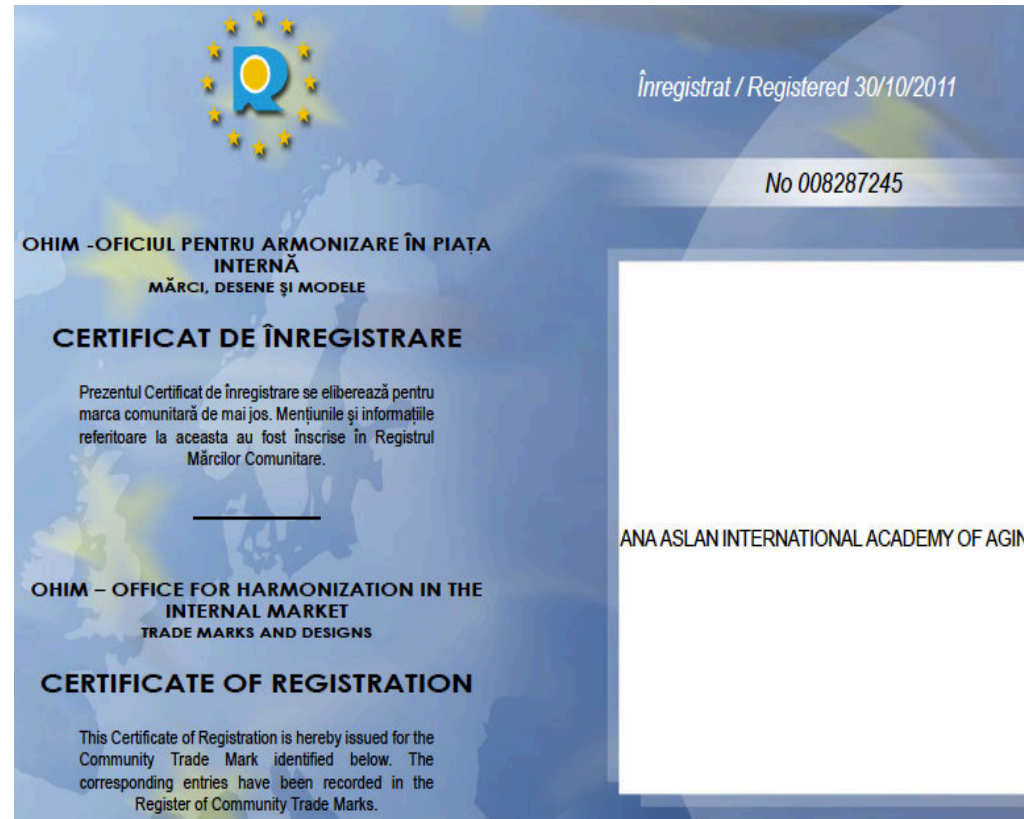 Înregistrat / Registered 30/10/2011
No 008287245
OHIM -OFICIUL PENTRU ARMONIZARE ÎN PIAȚA
INTERNĂ
MĂRCI, DESENE ŞI MODELE
CERTIFICAT DE ÎNREGISTRARE
Prezentul Certificat de înregistrare se eliberează pentru
marca comunitară de mai jos. Menţiunile şi informaţiile
referitoare la aceasta au fost înscrise în Registrul
Mărcilor Comunitare.
OHIM – OFFICE FOR HARMONIZATION IN THE
INTERNAL MARKET
TRADE MARKS AND DESIGNS
CERTIFICATE OF REGISTRATION
This Certificate of Registration is hereby issued for the
Community Trade Mark identified below. The
corresponding entries have been recorded in the
Register of Community Trade Marks.
ANA ASLAN INTERNATIONAL ACADEMY OF AGIN